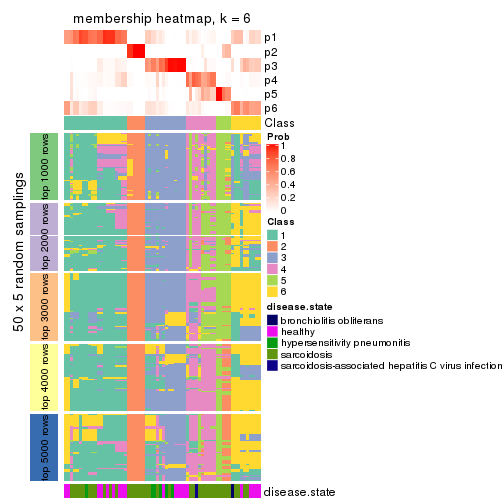 membership heatmap, k = 6
p1
p2
p3
p4
p5
p6
Class
50 x 5 random samplings
top 1000 rows
top 2000 rows
top 3000 rows
top 4000 rows
top 5000 rows
disease.state
Prob
1
0.8
0.6
0.4
0.2
0
Class
1
2
3
4
5
6
disease.state
bronchiolitis obliterans
healthy
hypersensitivity pneumonitis
sarcoidosis
sarcoidosis-associated hepatitis C virus infection